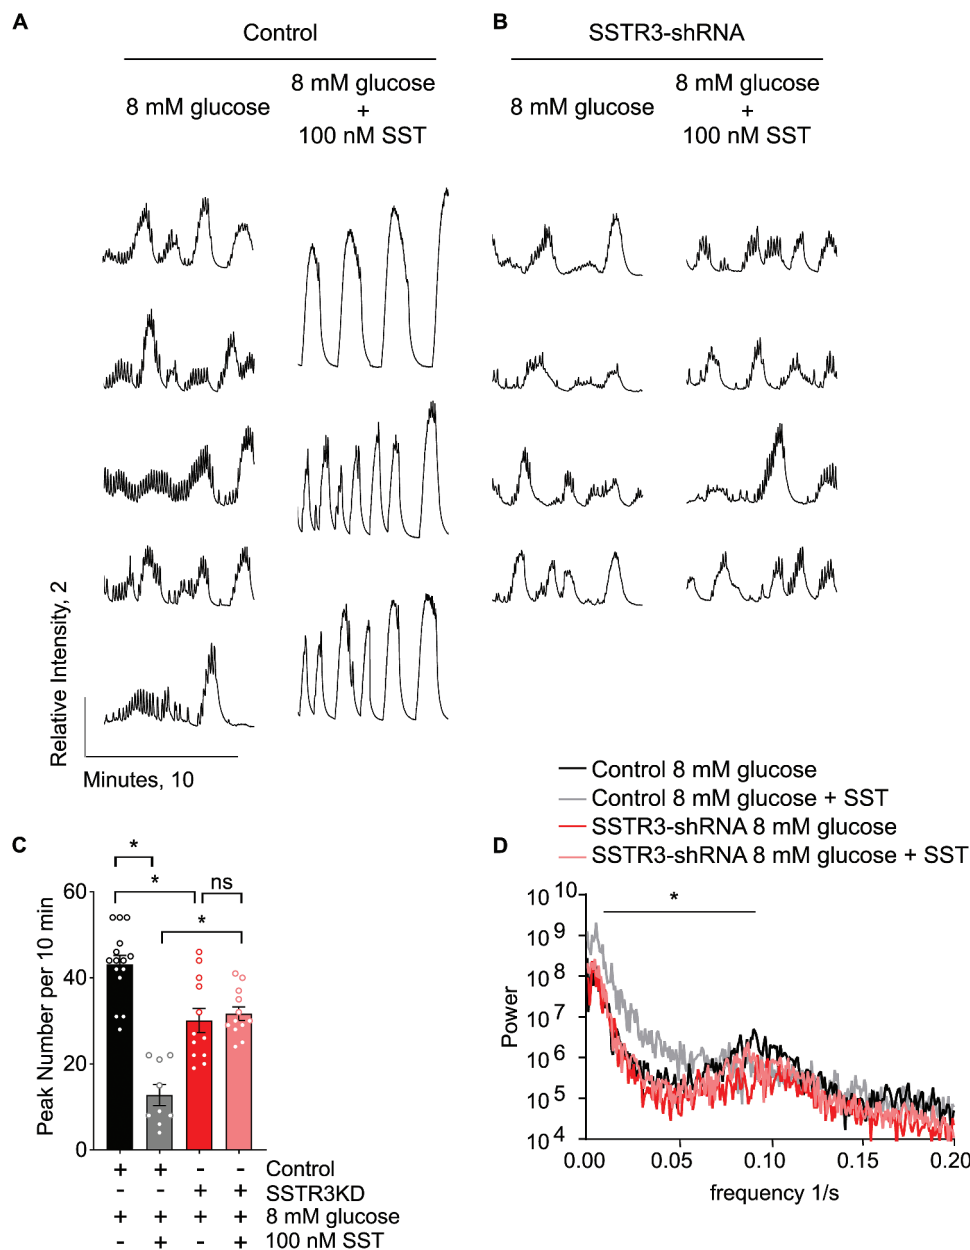 A
Control
8 mM glucose
8 mM glucose
+
100 nM SST
B
SSTR3-shRNA
8 mM glucose
8 mM glucose
+
100 nM SST
Relative Intensity, 2
Minutes, 10
Control 8 mM glucose
Control 8 mM glucose + SST
SSTR3-shRNA 8 mM glucose
SSTR3-shRNA 8 mM glucose + SST
C
*
*
ns
*
Peak Number per 10 min
60
40
20
0
+ + - - Control
- - + + SSTR3KD
+ + + + 8 mM glucose
- + - + 100 nM SST
D
*
Power
10 10
10 9
10 8
10 7
10 6
10 5
10 4
0.00 0.05 0.10 0.15 0.20
frequency 1/s